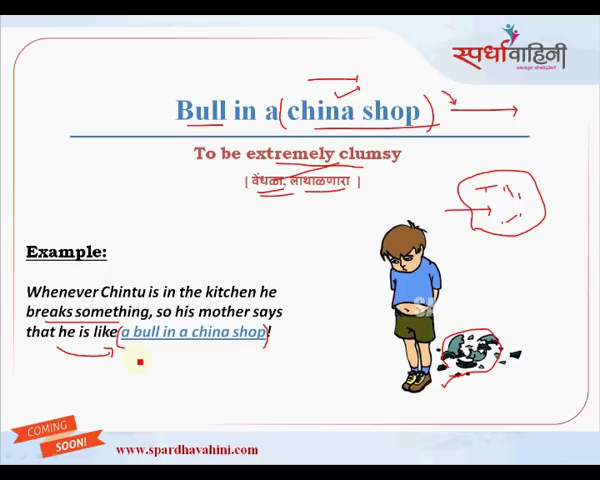 स्पर्धावाहिनी
Bull in a china shop
To be extremely clumsy
[ वेंधळा, लाथाळणारा ]
Example:
Whenever Chintu is in the kitchen he
breaks something, so his mother says
that he is like a bull in a china shop!
COMING
SOON!
www.spardhavahini.com